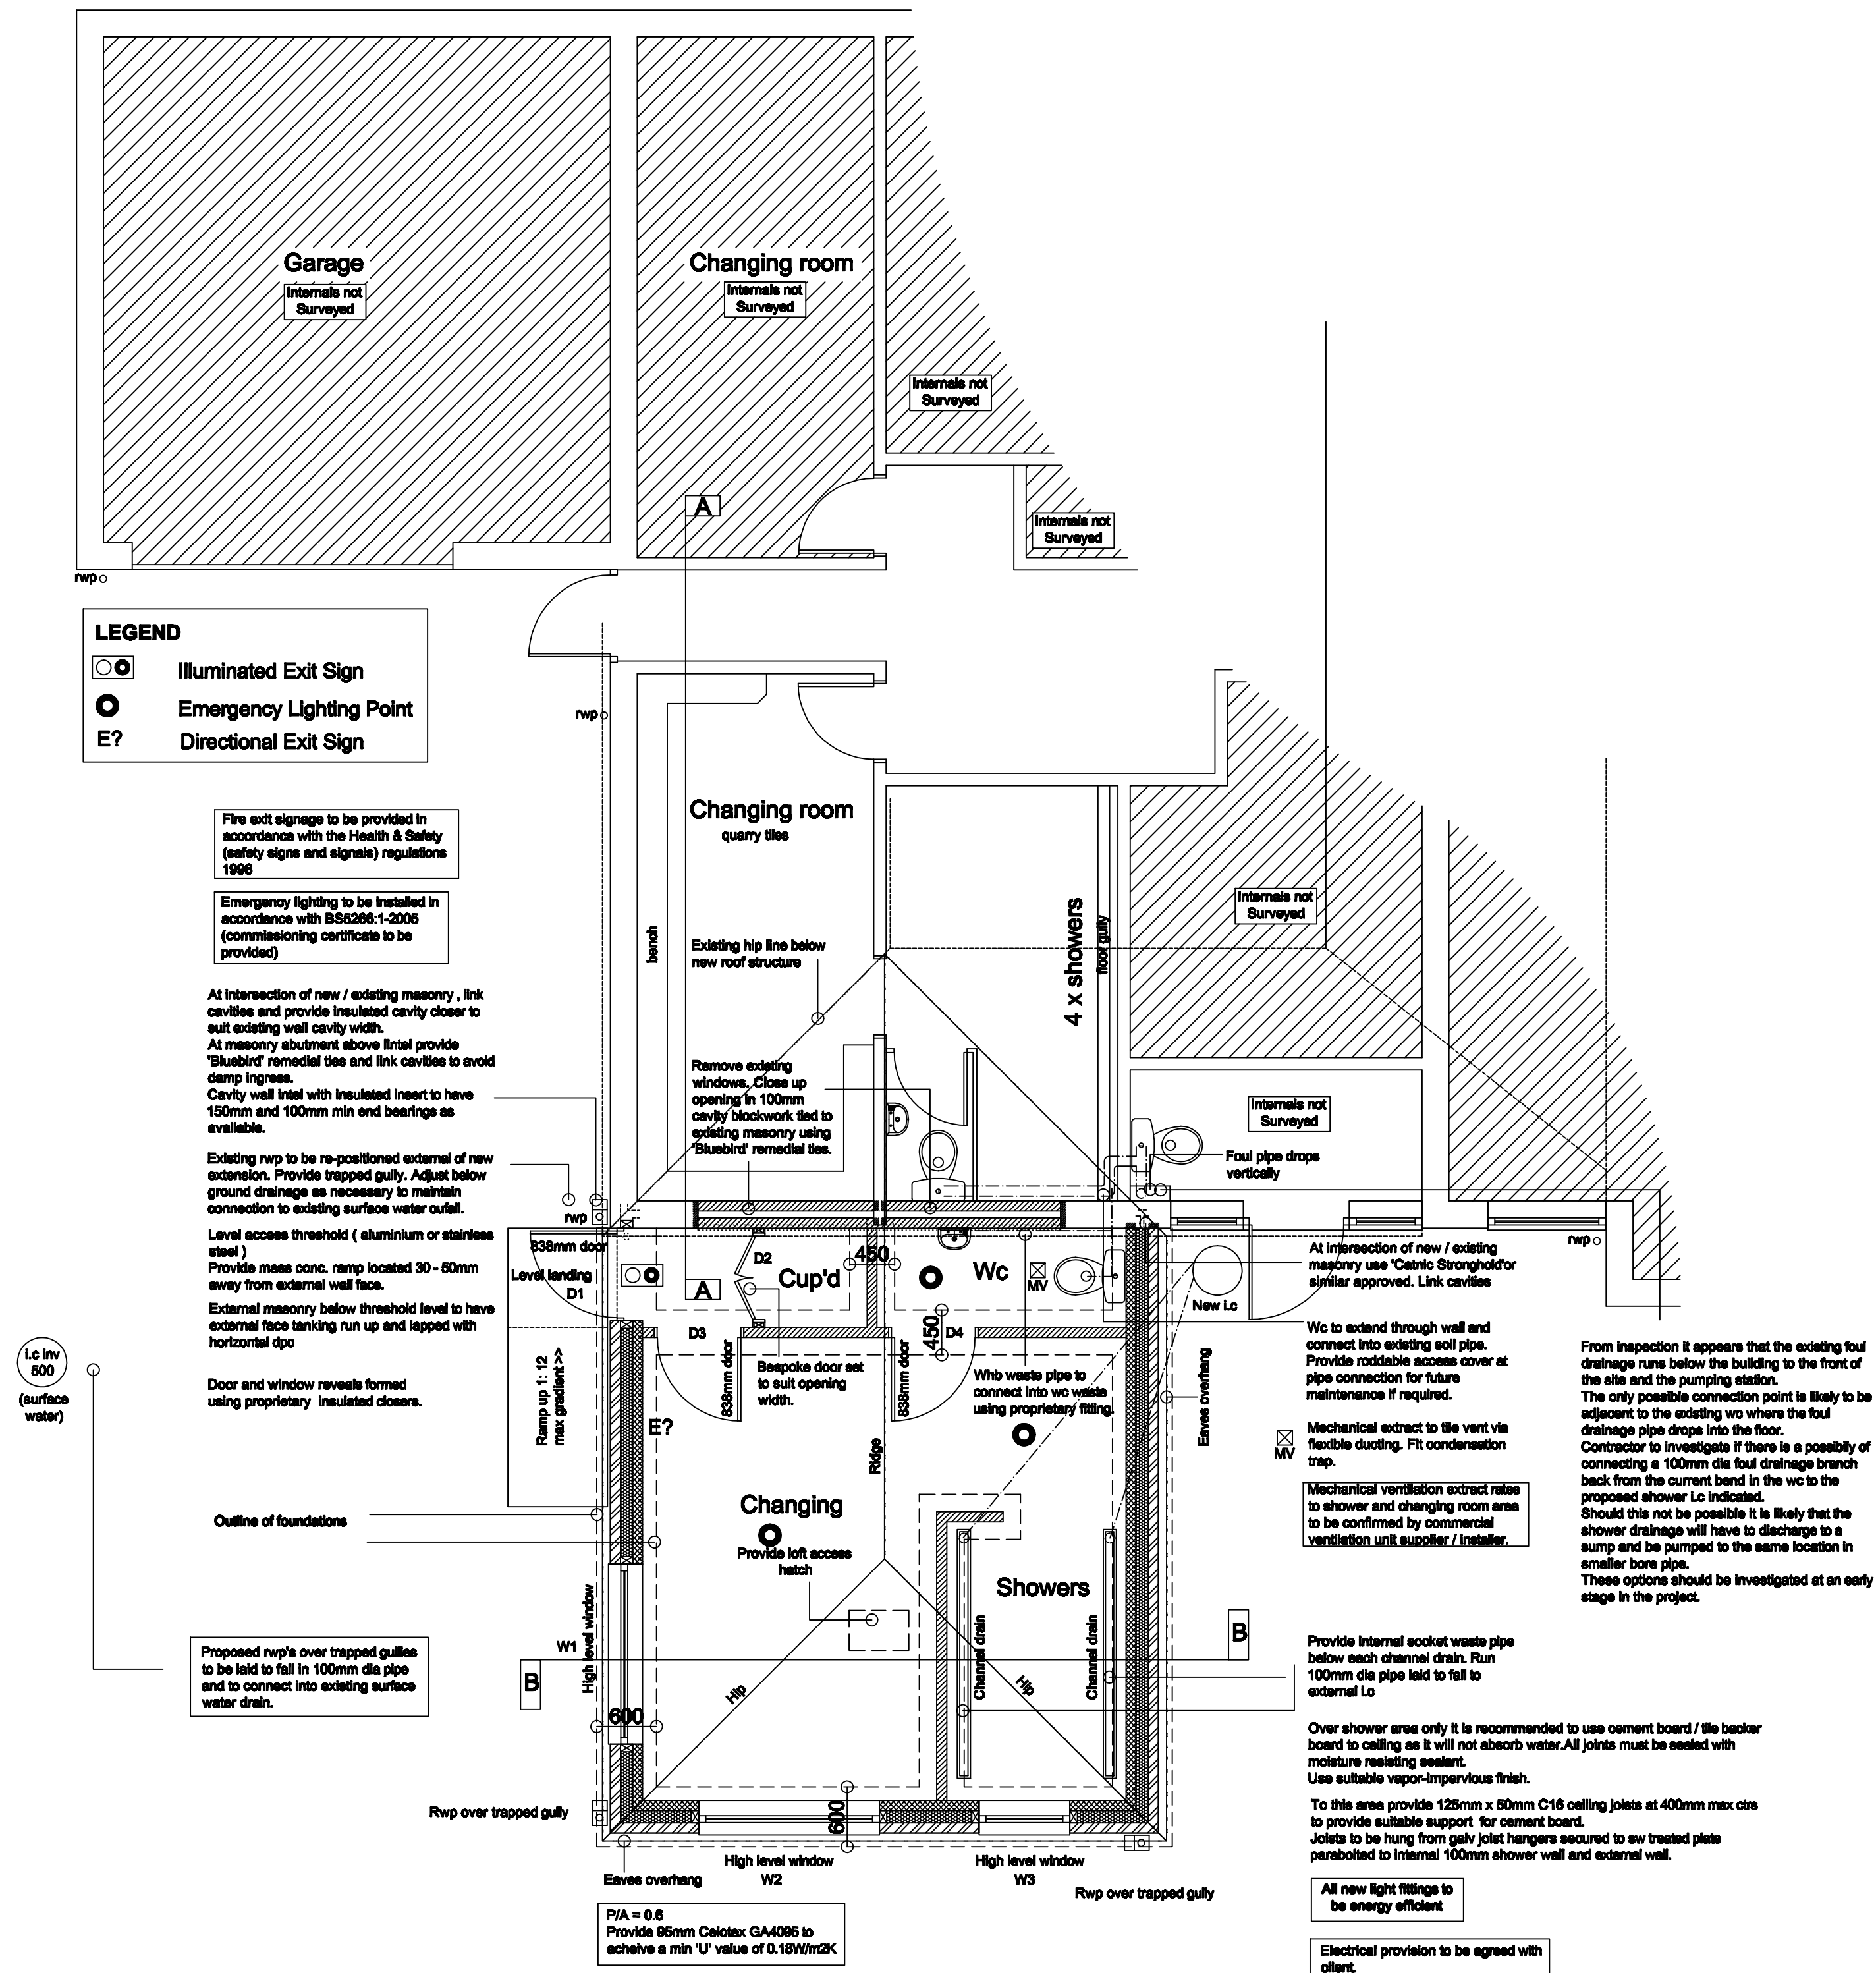 Garage
Internals not
Surveyed
Changing room
Internals not
Surveyed
Internals not
Surveyed
Internals not
Surveyed
A
rwp
LEGEND
Illuminated Exit Sign
Emergency Lighting Point
E? Directional Exit Sign
rwp
Fire exit signage to be provided in
accordance with the Health & Safety
(safety signs and signals) regulations
1996
Emergency lighting to be installed in
accordance with BS5266:1-2005
(commissioning certificate to be
provided)
At intersection of new / existing masonry , link
cavities and provide insulated cavity closer to
suit existing wall cavity width.
At masonry abutment above lintel provide
'Bluebird' remedial ties and link cavities to avoid
damp ingress.
Cavity wall intel with insulated insert to have
150mm and 100mm min end bearings as
available.
Existing rwp to be re-positioned external of new
extension. Provide trapped gully. Adjust below
ground drainage as necessary to maintain
connection to existing surface water oufall.
Level access threshold ( aluminium or stainless
steel )
Provide mass conc. ramp located 30 - 50mm
away from external wall face.
External masonry below threshold level to have
external face tanking run up and lapped with
horizontal dpc
Door and window reveals formed
using proprietary insulated closers.
i.c inv
500
(surface
water)
Outline of foundations
Proposed rwp's over trapped gullies
to be laid to fall in 100mm dia pipe
and to connect into existing surface
water drain.
Changing room
quarry tiles
bench
Existing hip line below
new roof structure
Remove existing
windows. Close up
opening in 100mm
cavity blockwork tied to
existing masonry using
'Bluebird' remedial ties.
4 x showers
floor gully
Internals not
Surveyed
Internals not
Surveyed
Foul pipe drops
vertically
rwp
838mm door
Level landing
D1
D2
Cup'd
450
Wc
MV
A
D3
450
D4
838mm door
838mm door
Bespoke door set
to suit opening
width.
Whb waste pipe to
connect into wc waste
using proprietary fitting.
Ramp up 1: 12
max gradient >>
E?
Ridge
Changing
Provide loft access
hatch
Showers
Channel drain
Channel drain
Hip
Hip
High level window
W1
B
B
600
600
Rwp over trapped gully
Eaves overhang
High level window
W2
High level window
W3
Rwp over trapped gully
P/A = 0.6
Provide 95mm Celotex GA4095 to
acheive a min 'U' value of 0.18W/m2K
New i.c
Eaves overhang
rwp
At intersection of new / existing
masonry use 'Catnic Stronghold'or
similar approved. Link cavities
Wc to extend through wall and
connect into existing soil pipe.
Provide roddable access cover at
pipe connection for future
maintenance if required.
MV
Mechanical extract to tile vent via
flexible ducting. Fit condensation
trap.
Mechanical ventilation extract rates
to shower and changing room area
to be confirmed by commercial
ventilation unit supplier / installer.
From inspection it appears that the existing foul
drainage runs below the building to the front of
the site and the pumping station.
The only possible connection point is likely to be
adjacent to the existing wc where the foul
drainage pipe drops into the floor.
Contractor to investigate if there is a possibily of
connecting a 100mm dia foul drainage branch
back from the current bend in the wc to the
proposed shower i.c indicated.
Should this not be possible it is likely that the
shower drainage will have to discharge to a
sump and be pumped to the same location in
smaller bore pipe.
These options should be investigated at an early
stage in the project.
Provide internal socket waste pipe
below each channel drain. Run
100mm dia pipe laid to fall to
external i.c
Over shower area only it is recommended to use cement board / tile backer
board to ceiling as it will not absorb water.All joints must be sealed with
moisture resisting sealant.
Use suitable vapor-impervious finish.
To this area provide 125mm x 50mm C16 ceiling joists at 400mm max ctrs
to provide suitable support for cement board.
Joists to be hung from galv joist hangers secured to sw treated plate
parabolted to internal 100mm shower wall and external wall.
All new light fittings to
be energy efficient
Electrical provision to be agreed with
client.